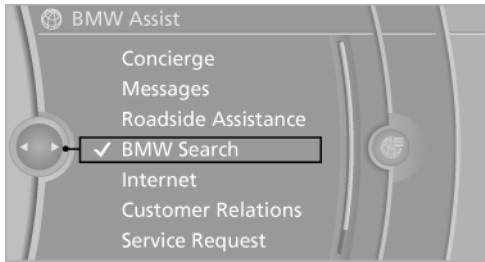 BMW Assist
Concierge
Messages
Roadside Assistance
BMW Search
Internet
Customer Relations
Service Request